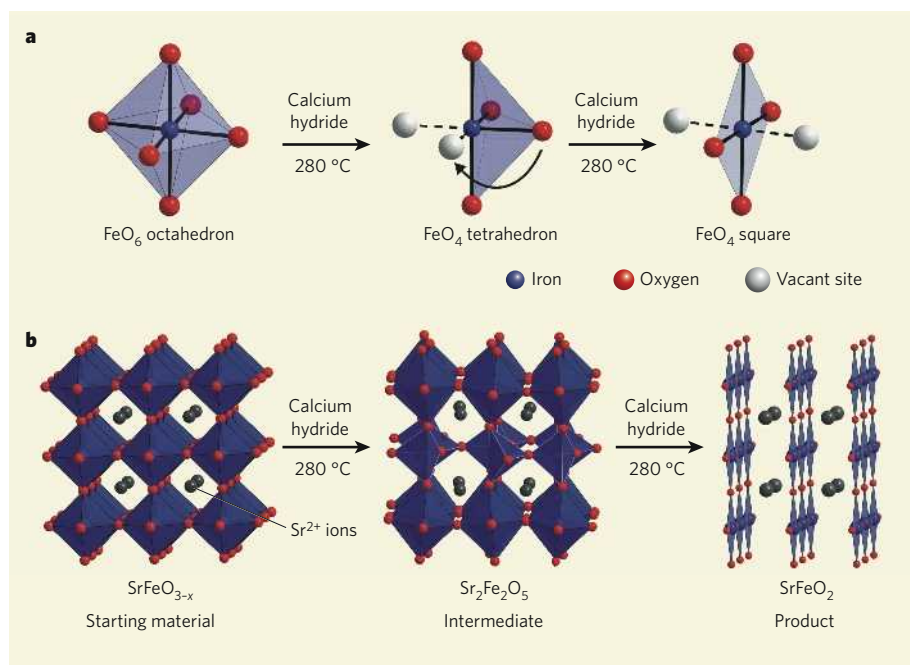 a
Calcium
hydride
280 °C
Calcium
hydride
280 °C
FeO₆ octahedron
FeO₄ tetrahedron
FeO₄ square
Iron
Oxygen
Vacant site
b
Calcium
hydride
280 °C
Calcium
hydride
280 °C
Sr²⁺ ions
SrFeO₃₋ₓ
Sr₂Fe₂O₅
SrFeO₂
Starting material
Intermediate
Product